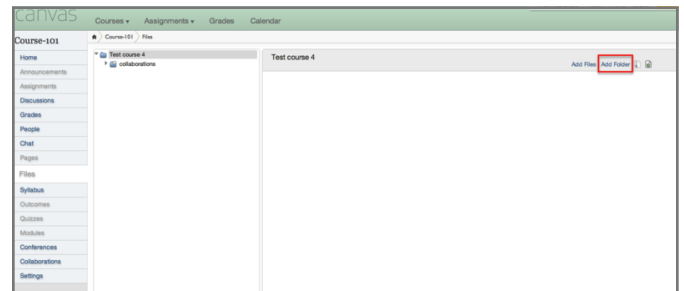 canvas
Courses ▾ Assignments ▾ Grades Calendar
Course-101
Course-101 Files
Home
Announcements
Assignments
Discussions
Grades
People
Chat
Pages
Files
Syllabus
Outcomes
Quizzes
Modules
Conferences
Collaborations
Settings
Test course 4
collaborations
Test course 4
Add Files Add Folder